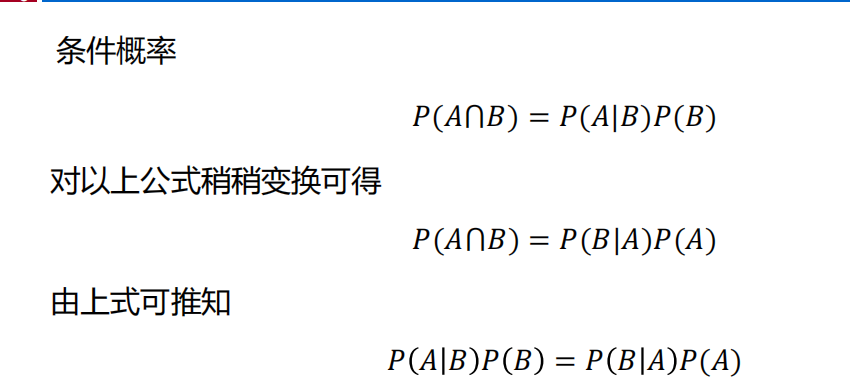 条件概率
P(A∩B) = P(A|B)P(B)
对以上公式稍稍变换可得
P(A∩B) = P(B|A)P(A)
由上式可推知
P(A|B)P(B) = P(B|A)P(A)